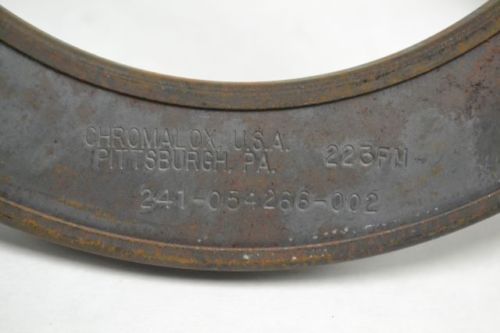 CHROMALOX, U.S.A.
PITTSBURGH, PA. 225FM
241-054266-002